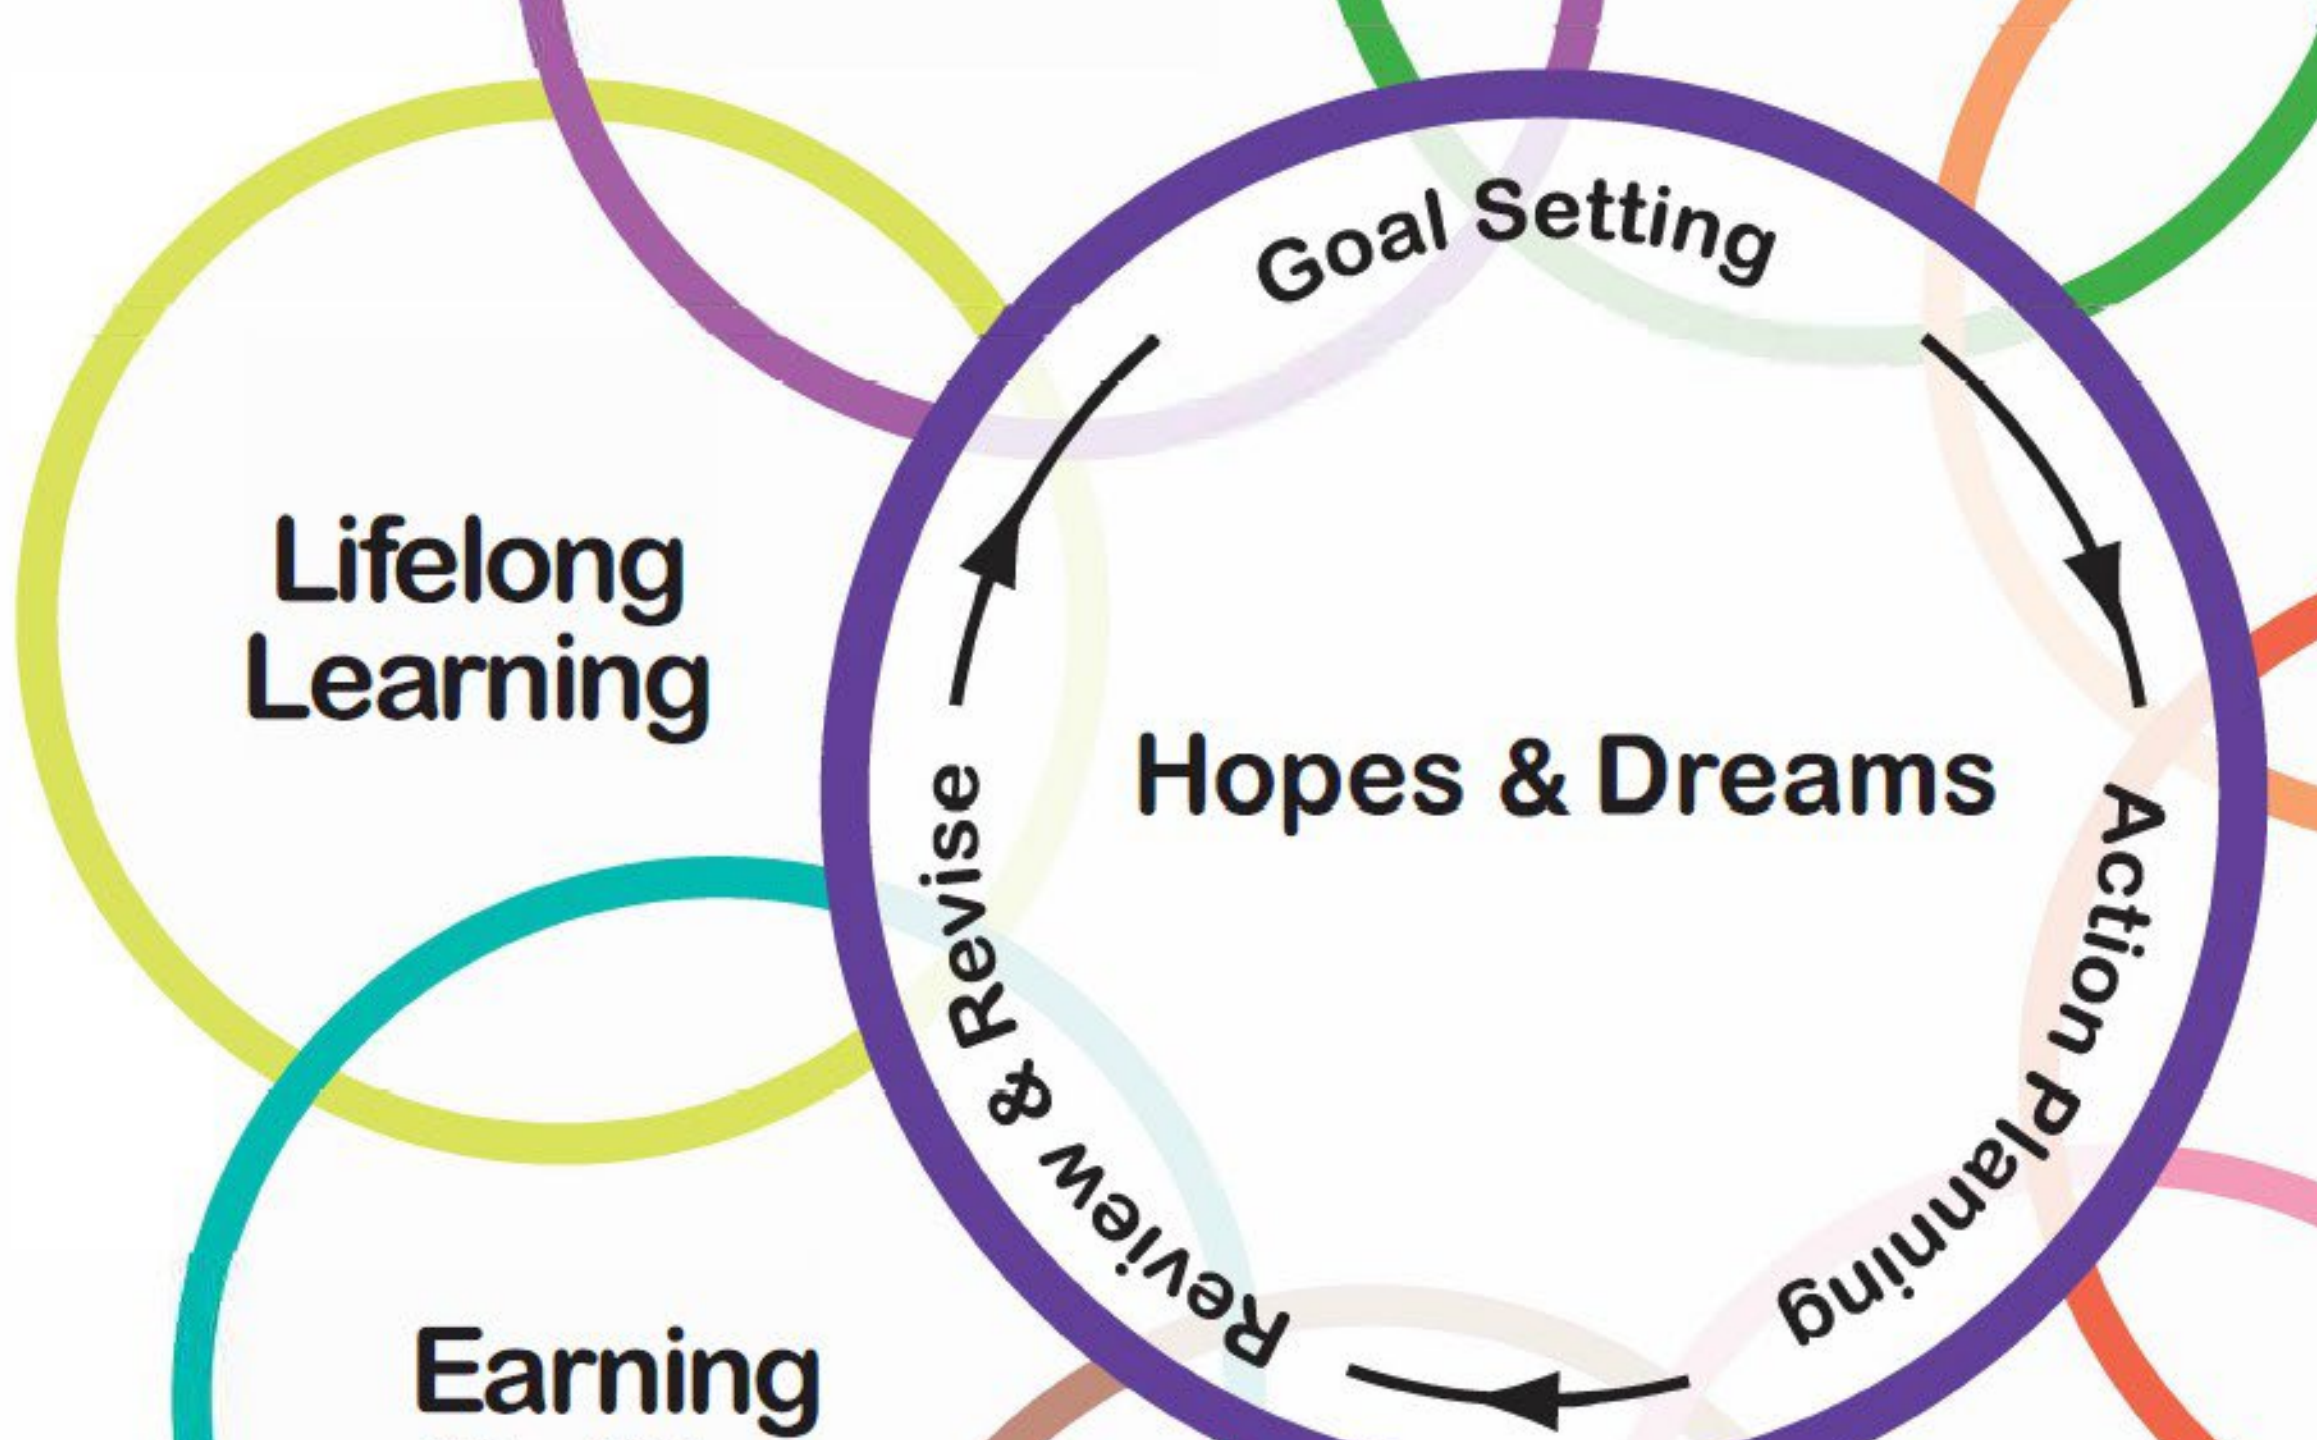 Goal Setting
Lifelong
Learning
Hopes & Dreams
Action Planning
Review & Revise
Earning